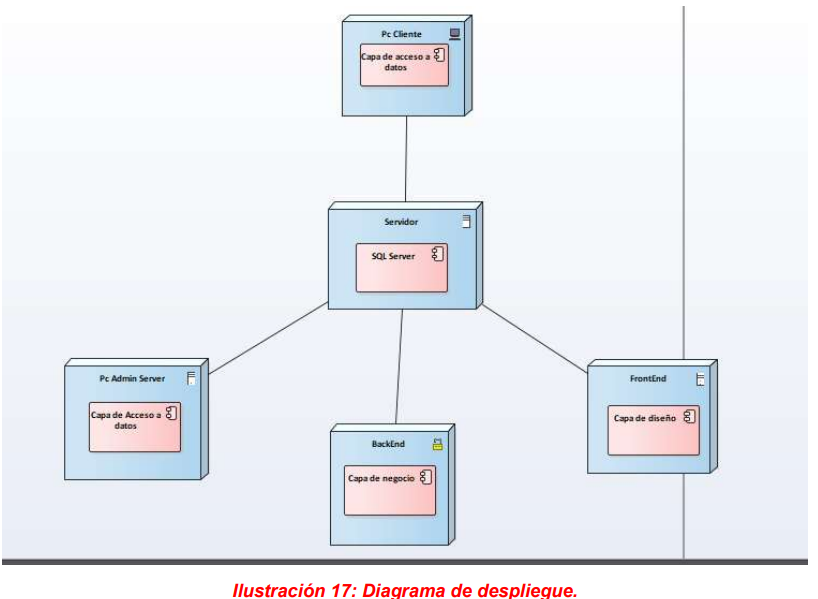 Pc Cliente
Capa de acceso a
datos
Servidor
SQL Server
Pc Admin Server
Capa de Acceso a
datos
BackEnd
Capa de negocio
FrontEnd
Capa de diseño
Ilustración 17: Diagrama de despliegue.